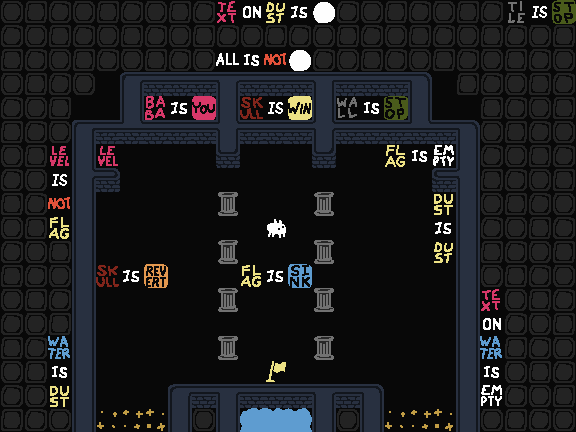 TEXT ON DUST IS
TILE IS STOP
ALL IS NOT
BABA IS YOU
SKULL IS WIN
WALL IS STOP
LEVEL IS NOT FLAG
LEVEL
FLAG IS EMPTY
DUST IS DUST
SKULL IS REVERT
FLAG IS SINK
TEXT ON WATER IS EMPTY
WATER IS DUST